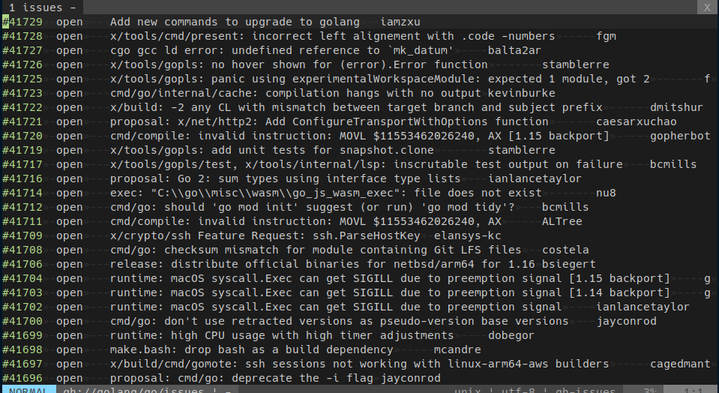 1 issues - X
#41729 open Add new commands to upgrade to golang iamzxu
#41728 open x/tools/cmd/present: incorrect left alignement with .code -numbers fgm
#41727 open cgo gcc ld error: undefined reference to `mk_datum' balta2ar
#41726 open x/tools/gopls: no hover shown for (error).Error function stamblerre
#41725 open x/tools/gopls: panic using experimentalWorkspaceModule: expected 1 module, got 2 f
#41723 open cmd/go/internal/cache: compilation hangs with no output kevinburke
#41722 open x/build: -2 any CL with mismatch between target branch and subject prefix dmitshur
#41721 open proposal: x/net/http2: Add ConfigureTransportWithOptions function caesarxuchao
#41720 open cmd/compile: invalid instruction: MOVL $11553462026240, AX [1.15 backport] gopherbot
#41719 open x/tools/gopls: add unit tests for snapshot.clone stamblerre
#41717 open x/tools/gopls/test, x/tools/internal/lsp: inscrutable test output on failure bcmills
#41716 open proposal: Go 2: sum types using interface type lists ianlancetaylor
#41714 open exec: "C:\\go\\misc\\wasm\\go_js_wasm_exec": file does not exist nu8
#41712 open cmd/go: should 'go mod init' suggest (or run) 'go mod tidy'? bcmills
#41711 open cmd/compile: invalid instruction: MOVL $11553462026240, AX ALTree
#41709 open x/crypto/ssh Feature Request: ssh.ParseHostKey elansys-kc
#41708 open cmd/go: checksum mismatch for module containing Git LFS files costela
#41706 open release: distribute official binaries for netbsd/arm64 for 1.16 bsiegert
#41704 open runtime: macOS syscall.Exec can get SIGILL due to preemption signal [1.15 backport] g
#41703 open runtime: macOS syscall.Exec can get SIGILL due to preemption signal [1.14 backport] g
#41702 open runtime: macOS syscall.Exec can get SIGILL due to preemption signal ianlancetaylor
#41700 open cmd/go: don't use retracted versions as pseudo-version base versions jayconrod
#41699 open runtime: high CPU usage with high timer adjustments dobegor
#41698 open make.bash: drop bash as a build dependency mcandre
#41697 open x/build/cmd/gomote: ssh sessions not working with linux-arm64-aws builders cagedmant
#41696 open proposal: cmd/go: deprecate the -i flag jayconrod
NORMAL gh://golang/go/issues ¦ - unix ¦ utf-8 ¦ gh-issues 3% 1:1